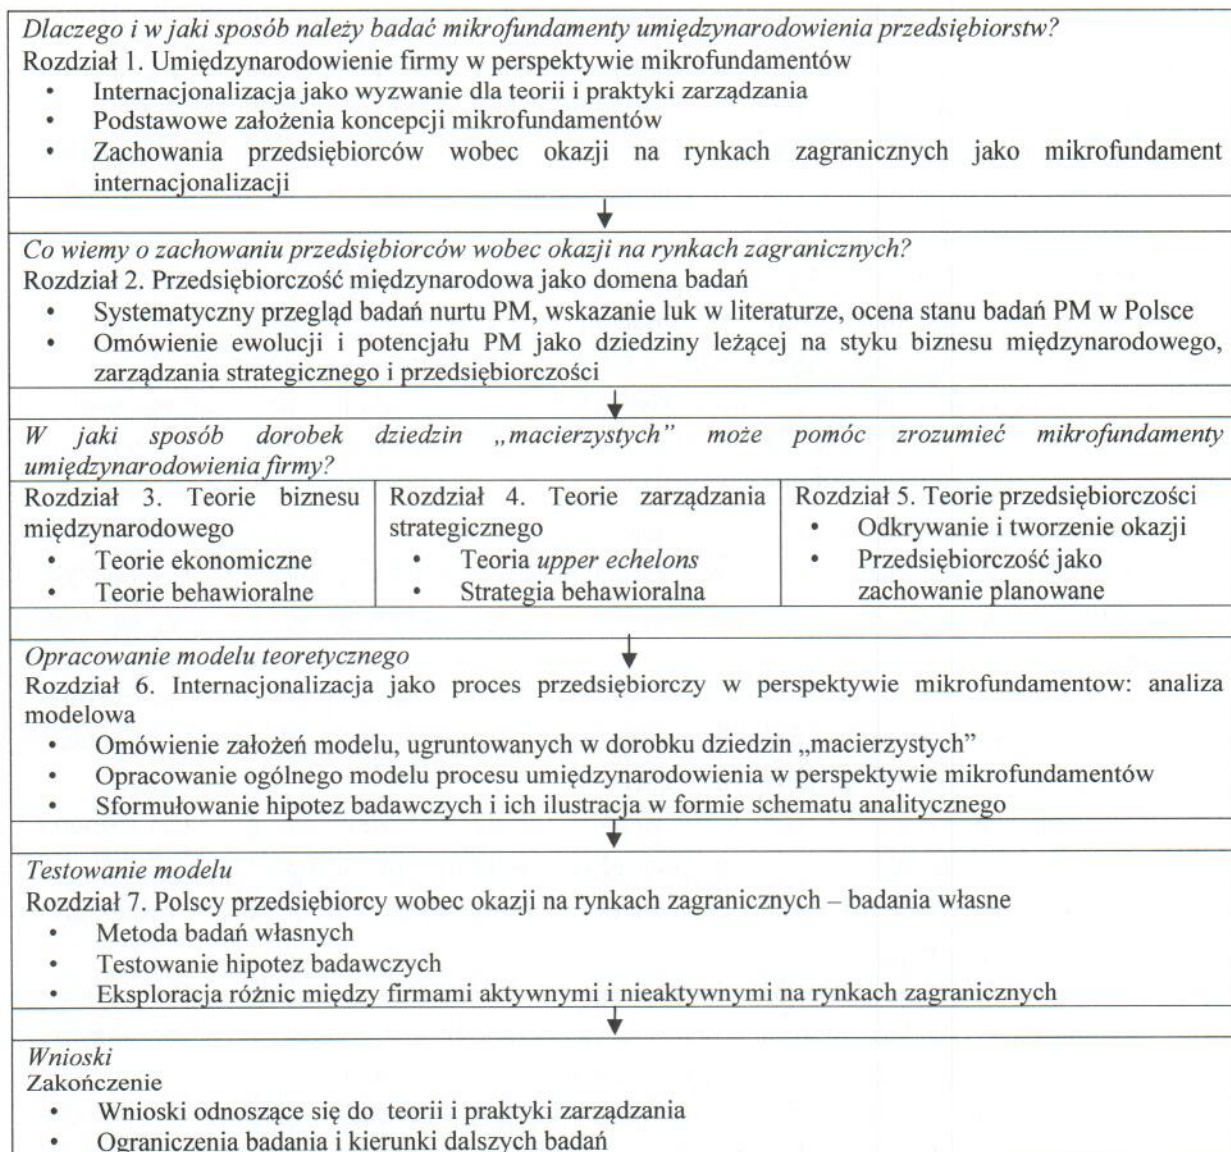 Dlaczego i w jaki sposób należy badać mikrofundamenty umiędzynarodowienia przedsiębiorstw?
Rozdział 1. Umiędzynarodowienie firmy w perspektywie mikrofundamentów
• Internacjonalizacja jako wyzwanie dla teorii i praktyki zarządzania
• Podstawowe założenia koncepcji mikrofundamentów
• Zachowania przedsiębiorców wobec okazji na rynkach zagranicznych jako mikrofundament
internacjonalizacji
Co wiemy o zachowaniu przedsiębiorców wobec okazji na rynkach zagranicznych?
Rozdział 2. Przedsiębiorczość międzynarodowa jako domena badań
• Systematyczny przegląd badań nurtu PM, wskazanie luk w literaturze, ocena stanu badań PM w Polsce
• Omówienie ewolucji i potencjału PM jako dziedziny leżącej na styku biznesu międzynarodowego,
zarządzania strategicznego i przedsiębiorczości
W jaki sposób dorobek dziedzin „macierzystych” może pomóc zrozumieć mikrofundamenty
umiędzynarodowienia firmy?
Rozdział 3. Teorie biznesu
międzynarodowego
• Teorie ekonomiczne
• Teorie behawioralne
Rozdział 4. Teorie zarządzania
strategicznego
• Teoria upper echelons
• Strategia behawioralna
Rozdział 5. Teorie przedsiębiorczości
• Odkrywanie i tworzenie okazji
• Przedsiębiorczość jako
zachowanie planowane
Opracowanie modelu teoretycznego
Rozdział 6. Internacjonalizacja jako proces przedsiębiorczy w perspektywie mikrofundamentow: analiza
modelowa
• Omówienie założeń modelu, ugruntowanych w dorobku dziedzin „macierzystych”
• Opracowanie ogólnego modelu procesu umiędzynarodowienia w perspektywie mikrofundamentów
• Sformułowanie hipotez badawczych i ich ilustracja w formie schematu analitycznego
Testowanie modelu
Rozdział 7. Polscy przedsiębiorcy wobec okazji na rynkach zagranicznych – badania własne
• Metoda badań własnych
• Testowanie hipotez badawczych
• Eksploracja różnic między firmami aktywnymi i nieaktywnymi na rynkach zagranicznych
Wnioski
Zakończenie
• Wnioski odnoszące się do teorii i praktyki zarządzania
• Ograniczenia badania i kierunki dalszych badań